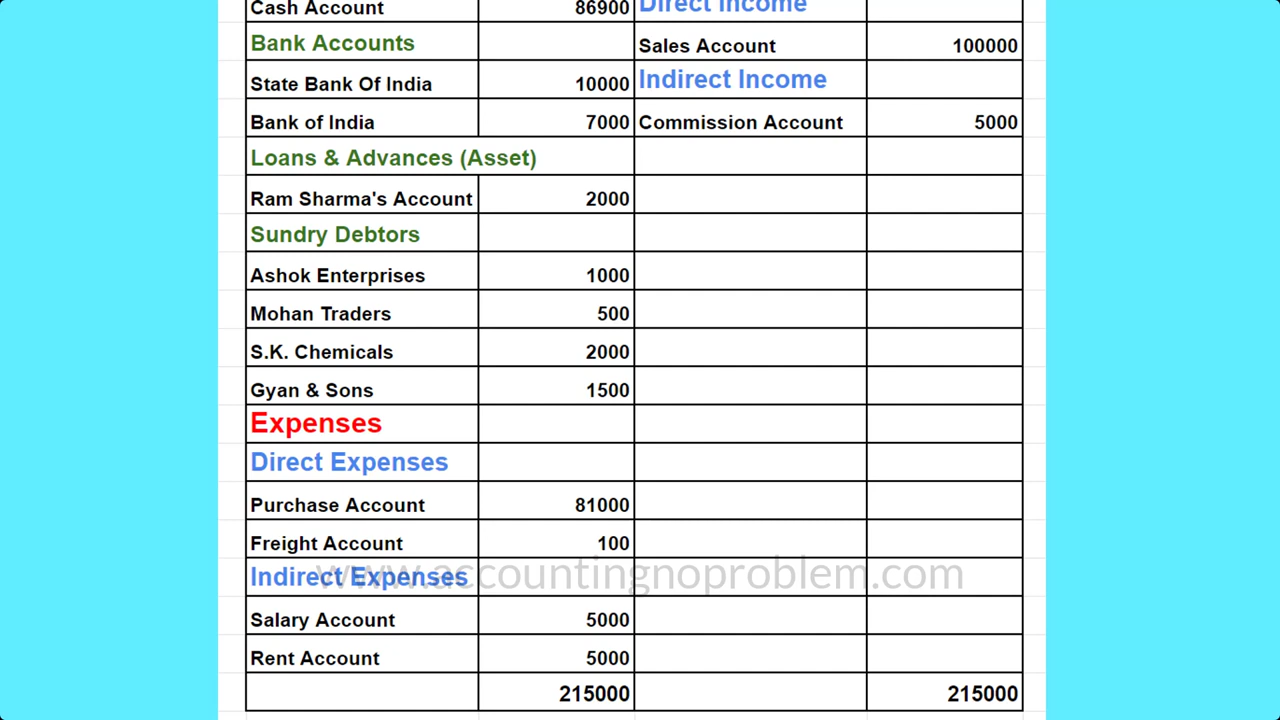 Cash Account 86900 Direct Income
Bank Accounts
Sales Account 100000
State Bank Of India 10000 Indirect Income
Bank of India 7000 Commission Account 5000
Loans & Advances (Asset)
Ram Sharma's Account 2000
Sundry Debtors
Ashok Enterprises 1000
Mohan Traders 500
S.K. Chemicals 2000
Gyan & Sons 1500
Expenses
Direct Expenses
Purchase Account 81000
Freight Account 100
Indirect Expenses
www.accountingnoproblem.com
Salary Account 5000
Rent Account 5000
215000 215000